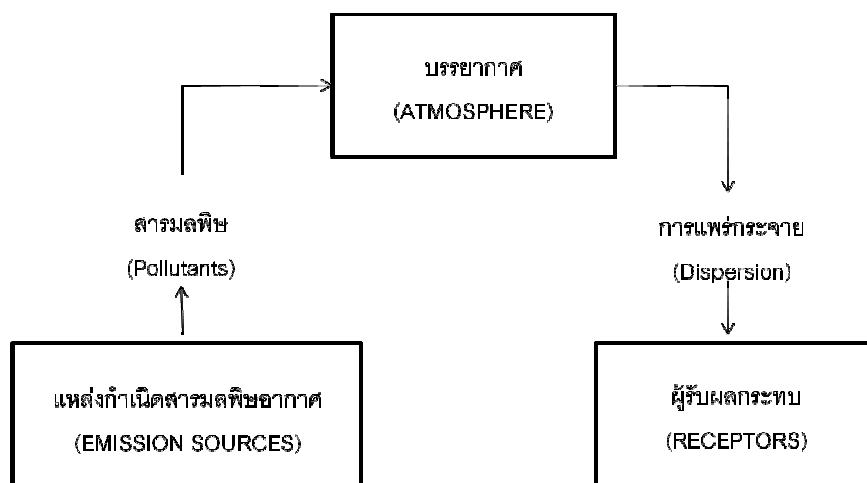 บรรยากาศ
(ATMOSPHERE)
สารมลพิษ
(Pollutants)
การแพร่กระจาย
(Dispersion)
แหล่งกำเนิดสารมลพิษอากาศ
(EMISSION SOURCES)
ผู้รับผลกระทบ
(RECEPTORS)